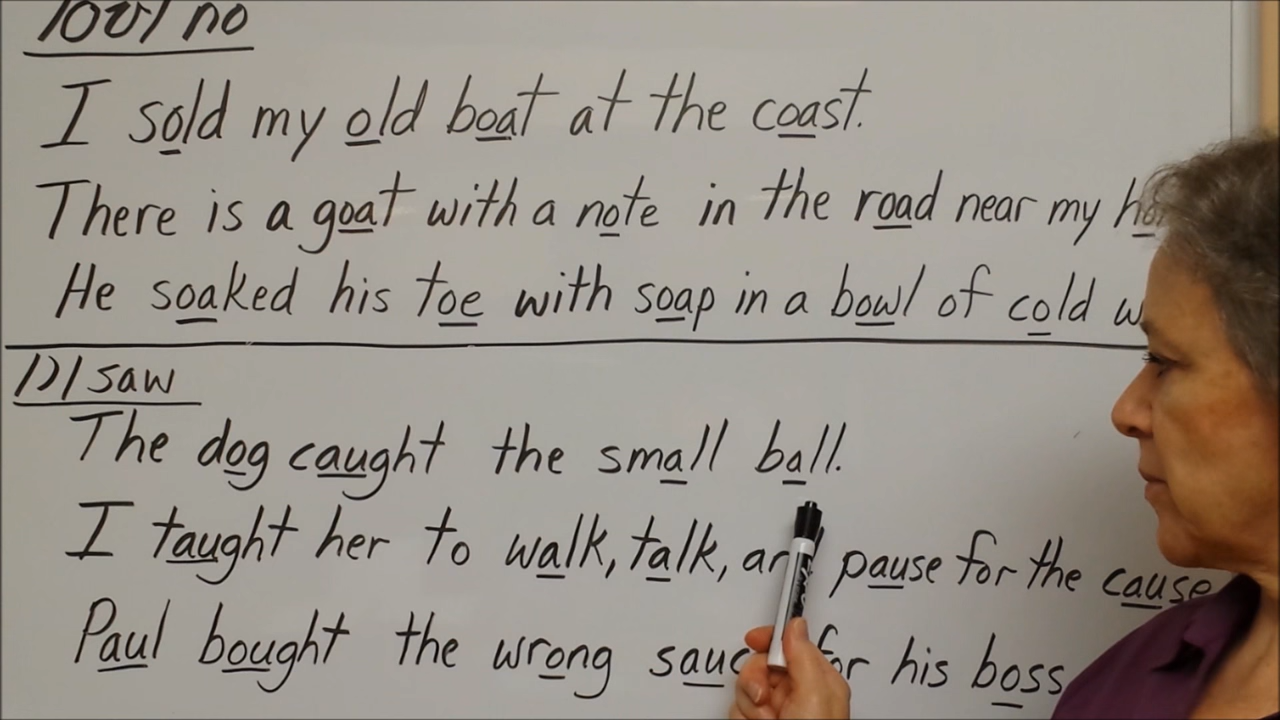 /oʊ/ no
I sold my old boat at the coast.
There is a goat with a note in the road near my
He soaked his toe with soap in a bowl of cold
/ɔ/ saw
The dog caught the small ball.
I taught her to walk, talk, and pause for the cause
Paul bought the wrong sauce for his boss